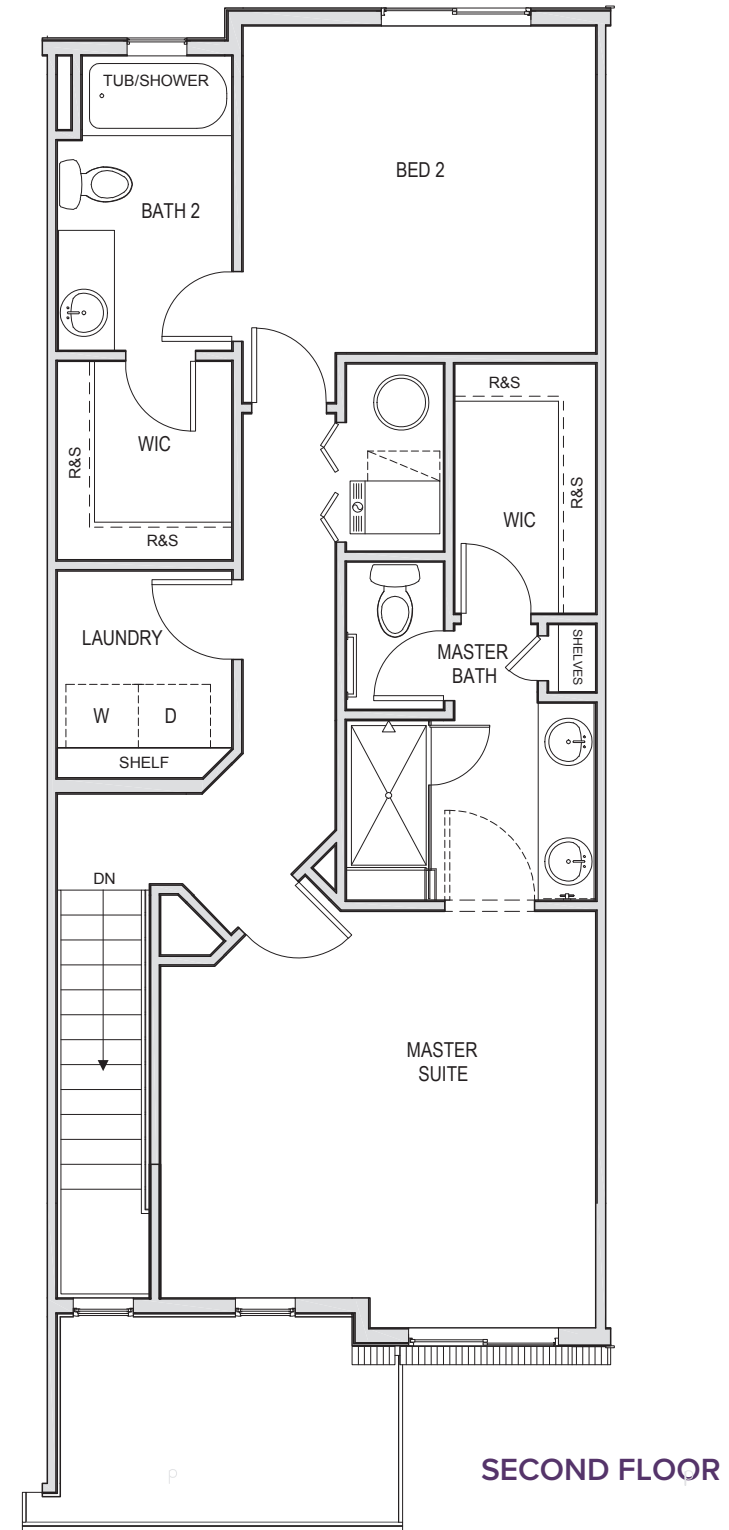 TUB/SHOWER
BED 2
BATH 2
R&S
WIC
R&S
R&S
R&S
WIC
R&S
LAUNDRY
MASTER
BATH
SHELVES
W D
SHELF
DN
MASTER
SUITE
SECOND FLOOR